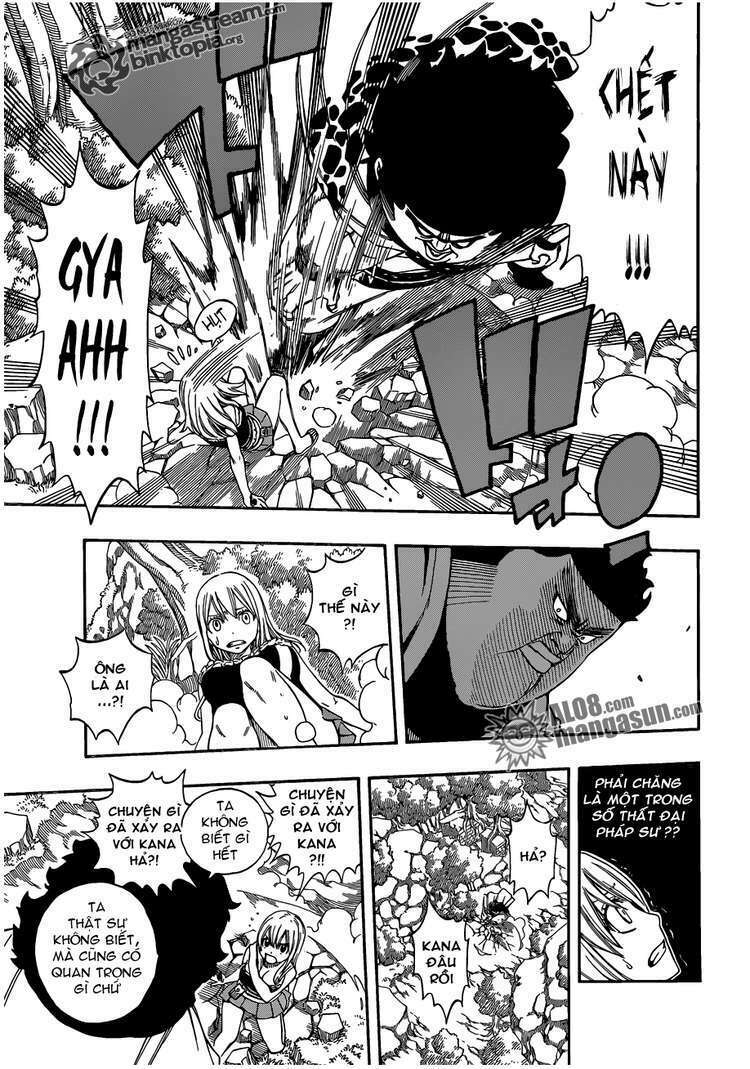 mangastream.com
binktopia.org
CHẾT
NÀY
!!!
GYA
AHH
!!!
HỤT
ド
ド
オ
GÌ
THẾ NÀY
?!
ÔNG
LÀ AI
...?!
AL08.com
mangasun.com
PHẢI CHĂNG
LÀ MỘT TRONG
SỐ THẤT ĐẠI
PHÁP SƯ ??
HẢ?
KANA
ĐÂU
RỒI
CHUYỆN
GÌ ĐÃ XẢY
RA VỚI
KANA
?!!
TA
KHÔNG
BIẾT GÌ
HẾT
CHUYỆN GÌ
ĐÃ XẢY RA
VỚI KANA
HẢ?!
TA
THẬT SỰ
KHÔNG BIẾT,
MÀ CŨNG CÓ
QUAN TRỌNG
GÌ CHỨ